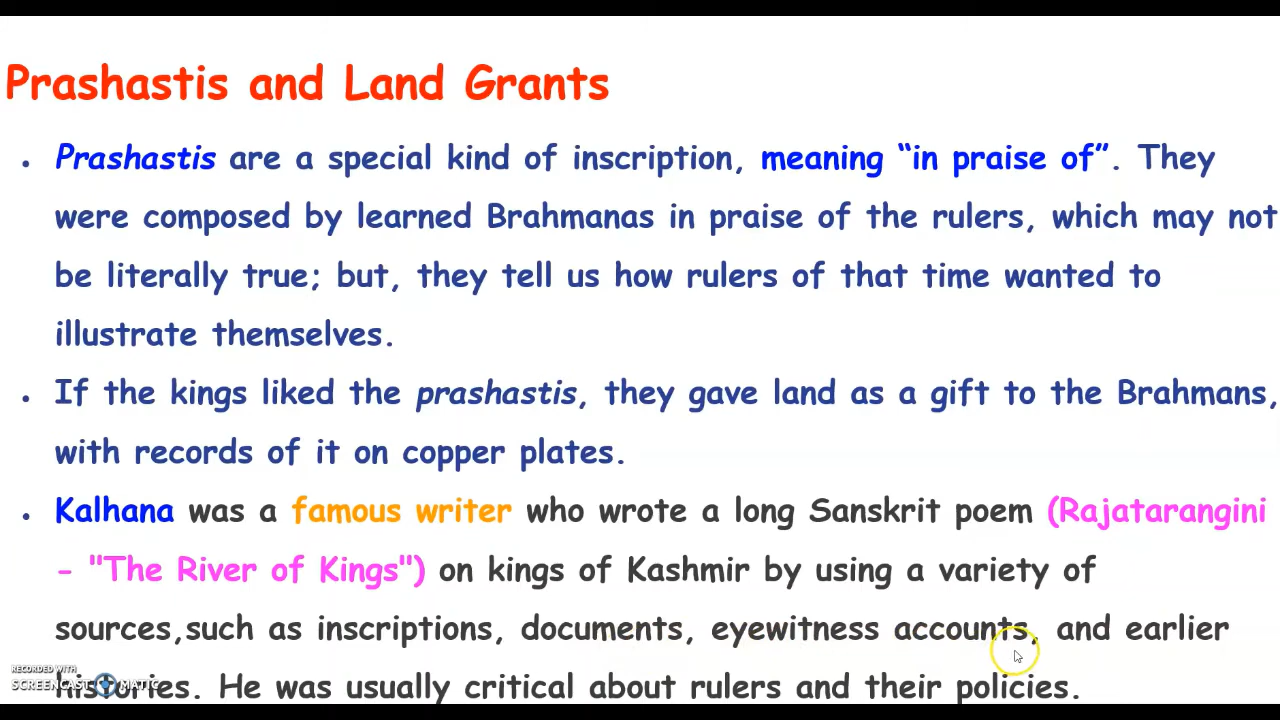 Prashastis and Land Grants
• Prashastis are a special kind of inscription, meaning “in praise of”. They
were composed by learned Brahmanas in praise of the rulers, which may not
be literally true; but, they tell us how rulers of that time wanted to
illustrate themselves.
• If the kings liked the prashastis, they gave land as a gift to the Brahmans,
with records of it on copper plates.
• Kalhana was a famous writer who wrote a long Sanskrit poem (Rajatarangini
- "The River of Kings") on kings of Kashmir by using a variety of
sources,such as inscriptions, documents, eyewitness accounts, and earlier
histories. He was usually critical about rulers and their policies.
RECORDED WITH
SCREENCAST MATIC